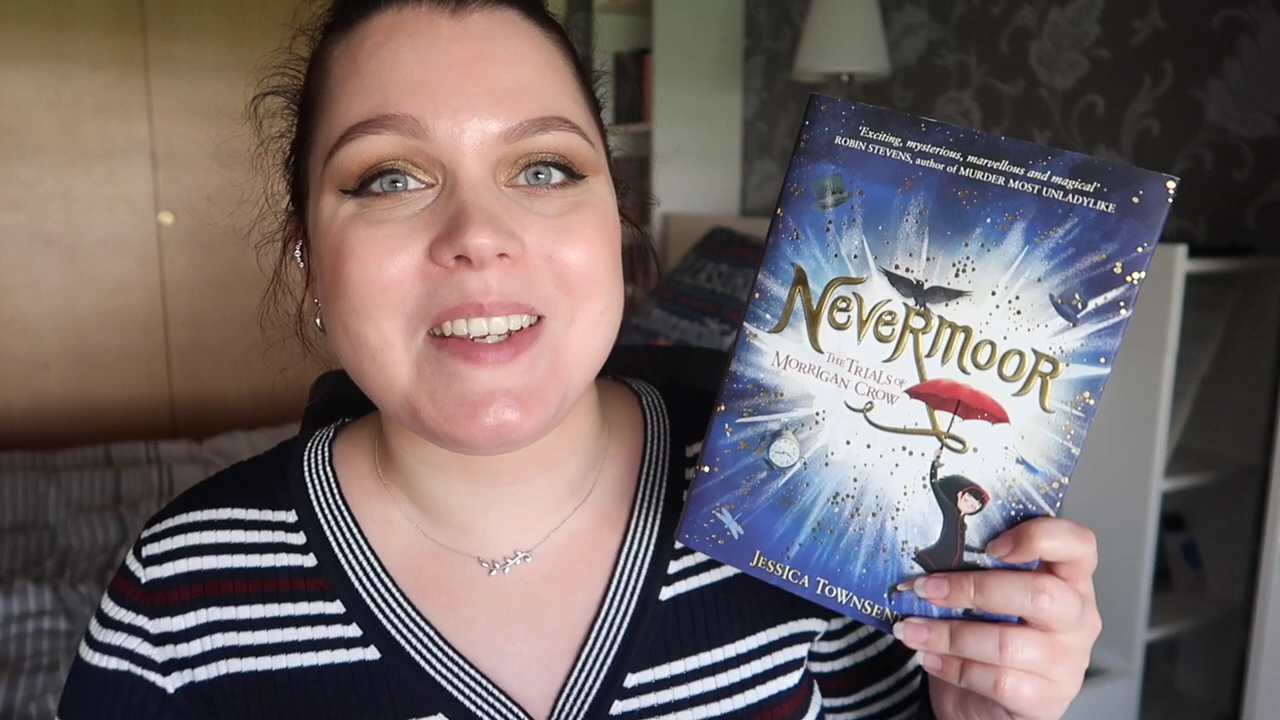 'Exciting, mysterious, marvellous and magical'
ROBIN STEVENS, author of MURDER MOST UNLADYLIKE
NEVERMOOR
THE TRIALS OF
MORRIGAN CROW
JESSICA TOWNSEN